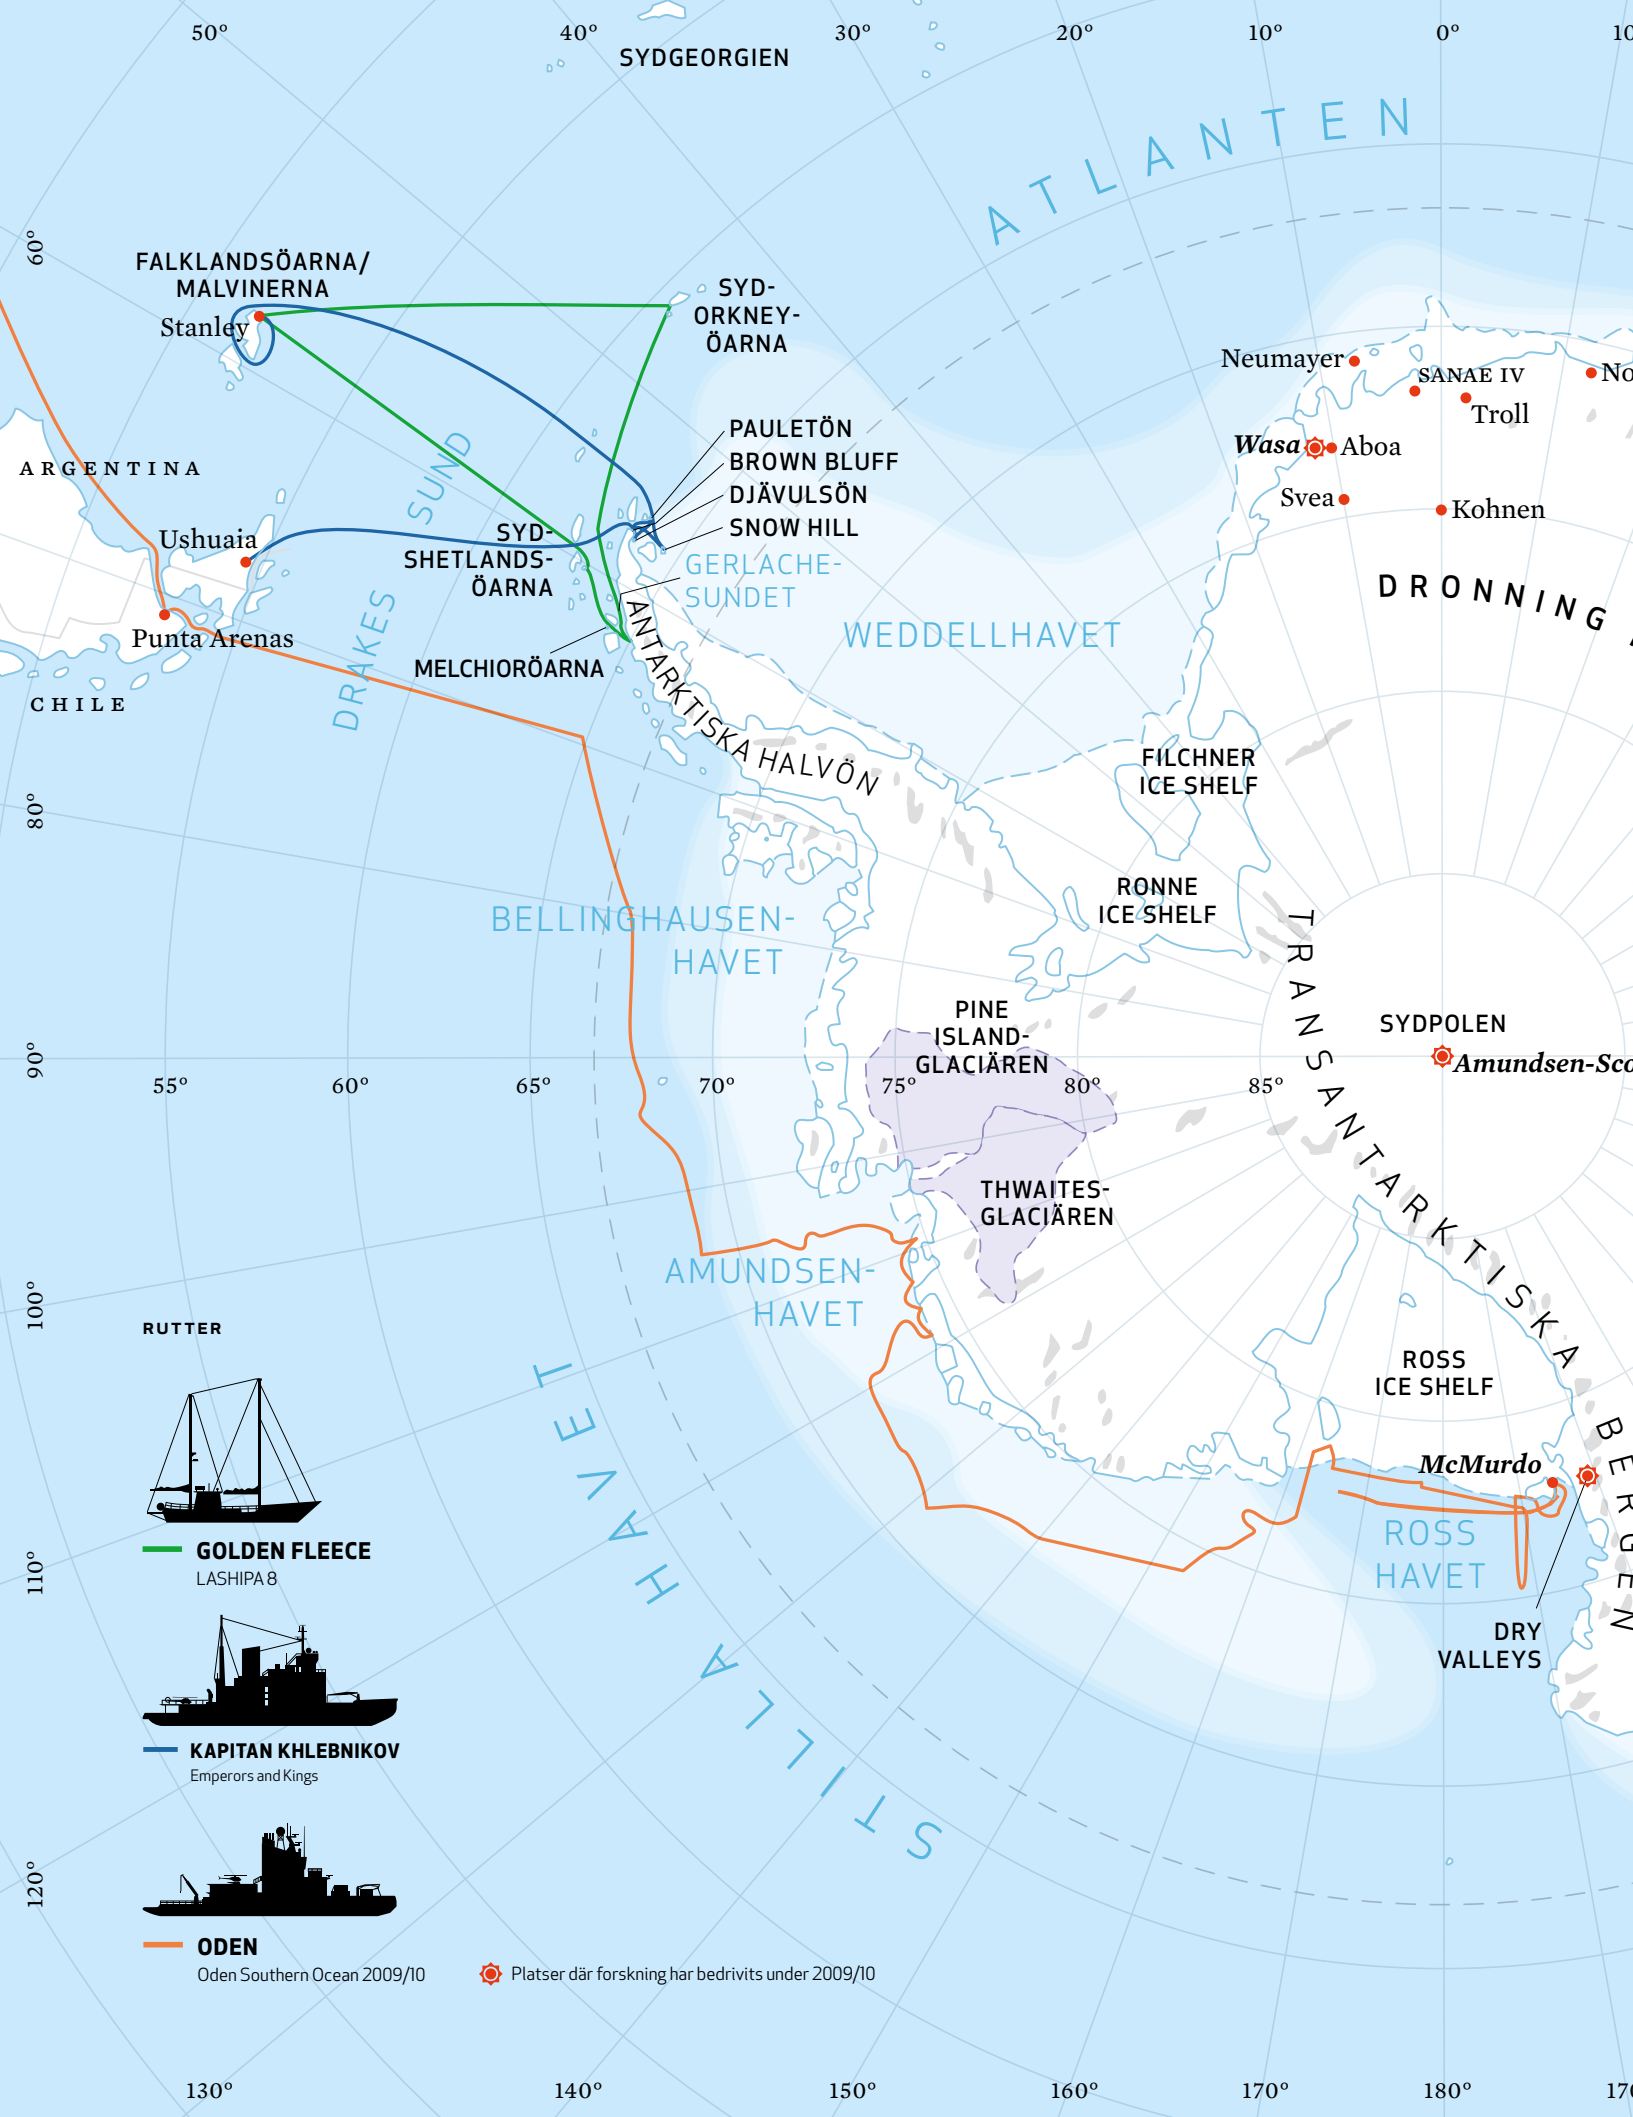 50°
40°
30°
20°
10°
0°
10
SYDGEORGIEN
ATLANTEN
60°
FALKLANDSÖARNA/
MALVINERNA
Stanley
SYD-
ORKNEY-
ÖARNA
Neumayer
SANAE IV
No
Troll
Wasa
Aboa
Svea
Kohnen
PAULETÖN
BROWN BLUFF
DJÄVULSÖN
SNOW HILL
GERLACHE-
SUNDET
ARGENTINA
Ushuaia
SYD-
SHETLANDS-
ÖARNA
DRAKES SUND
Punta Arenas
MELCHIORÖARNA
CHILE
WEDDELLHAVET
DRONNING
ANTARKTISKA HALVÖN
FILCHNER
ICE SHELF
80°
RONNE
ICE SHELF
BELLINGHAUSEN-
HAVET
TRANSANTARKTISKA BERGEN
PINE
ISLAND-
GLACIÄREN
SYDPOLEN
Amundsen-Sco
90°
55°
60°
65°
70°
75°
80°
85°
THWAITES-
GLACIÄREN
AMUNDSEN-
HAVET
100°
STILLA HAVET
ROSS
ICE SHELF
McMurdo
ROSS
HAVET
DRY
VALLEYS
110°
RUTTER
GOLDEN FLEECE
LASHIPA 8
KAPITAN KHLEBNIKOV
Emperors and Kings
120°
ODEN
Oden Southern Ocean 2009/10
Platser där forskning har bedrivits under 2009/10
130°
140°
150°
160°
170°
180°
170